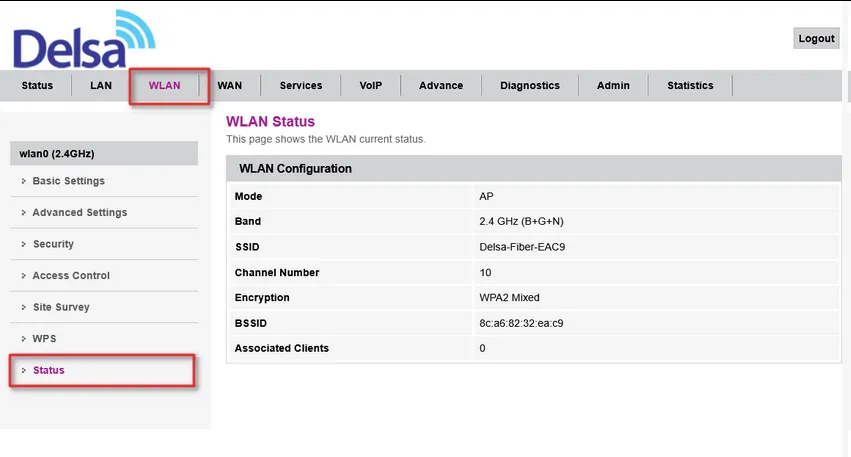 Delsa
Logout
Status LAN WLAN WAN Services VoIP Advance Diagnostics Admin Statistics
wlan0 (2.4GHz)
Basic Settings
Advanced Settings
Security
Access Control
Site Survey
WPS
Status
WLAN Status
This page shows the WLAN current status.
WLAN Configuration
Mode AP
Band 2.4 GHz (B+G+N)
SSID Delsa-Fiber-EAC9
Channel Number 10
Encryption WPA2 Mixed
BSSID 8c:a6:82:32:ea:c9
Associated Clients 0